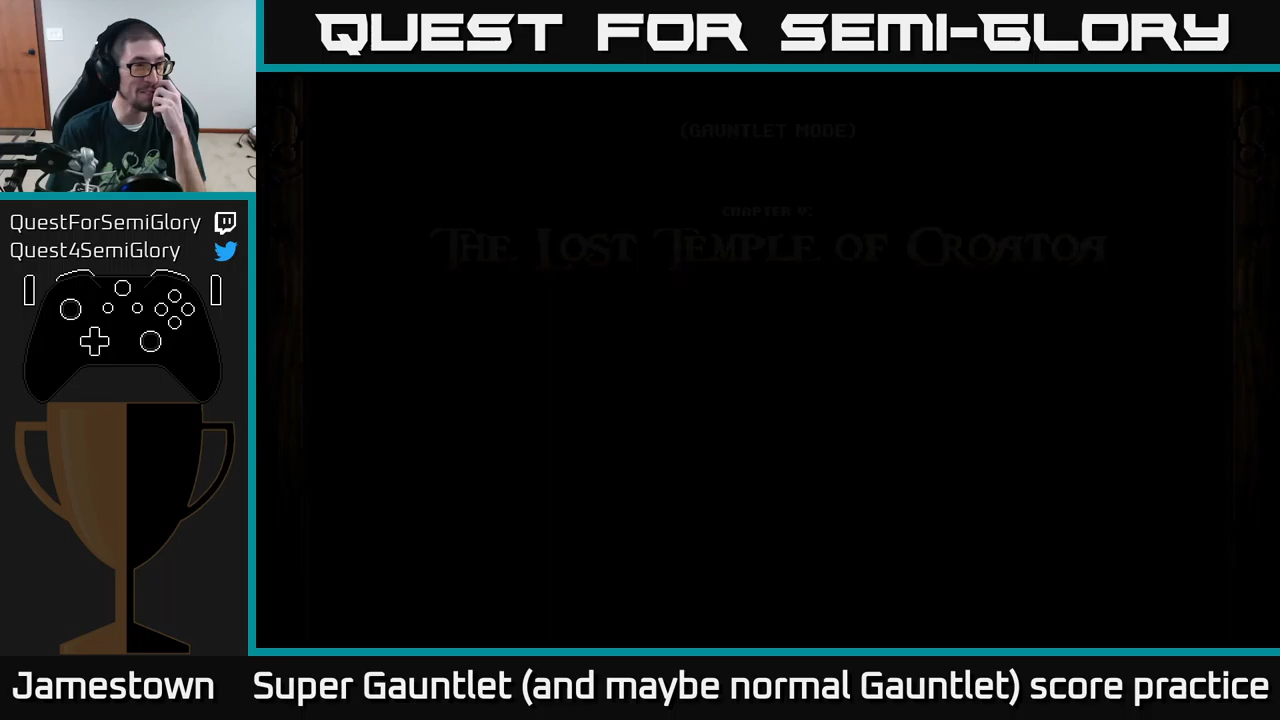 QUEST FOR SEMI-GLORY
(GAUNTLET MODE)
QuestForSemiGlory
CHAPTER V:
Quest4SemiGlory
THE LOST TEMPLE OF CROATOA
Jamestown Super Gauntlet (and maybe normal Gauntlet) score practice